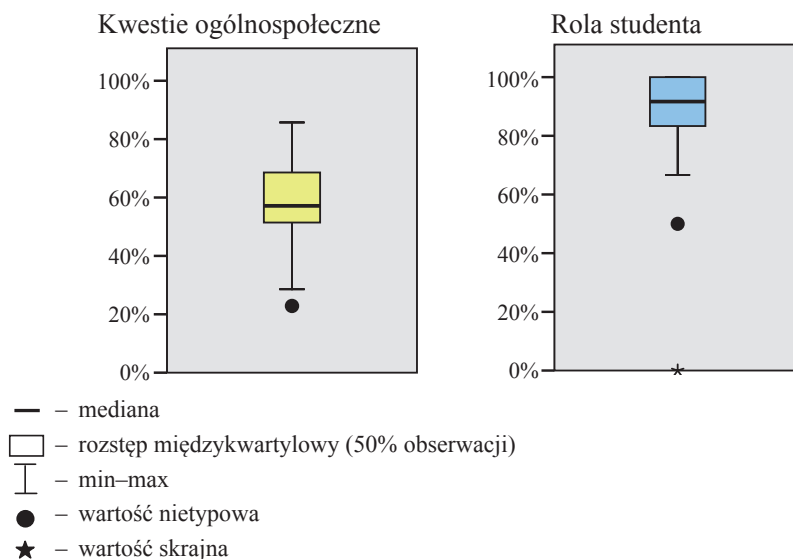 Kwestie ogólnospołeczne
100%
80%
60%
40%
20%
0%
Rola studenta
100%
80%
60%
40%
20%
0%
– mediana
– rozstęp międzykwartylowy (50% obserwacji)
– min–max
– wartość nietypowa
– wartość skrajna